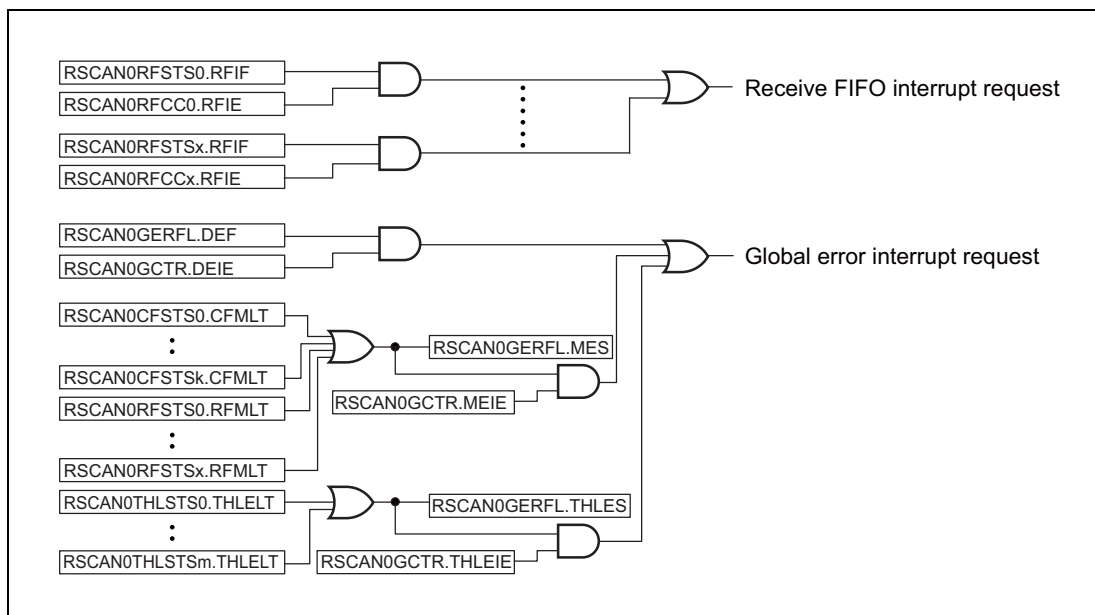 RSCAN0RFSTS0.RFIF
RSCAN0RFCC0.RFIE
Receive FIFO interrupt request
RSCAN0RFSTSx.RFIF
RSCAN0RFCCx.RFIE
RSCAN0GERFL.DEF
RSCAN0GCTR.DEIE
Global error interrupt request
RSCAN0CFSTS0.CFMLT
RSCAN0GERFL.MES
RSCAN0CFSTSk.CFMLT
RSCAN0GCTR.MEIE
RSCAN0RFSTS0.RFMLT
RSCAN0RFSTSx.RFMLT
RSCAN0THLSTS0.THLELT
RSCAN0GERFL.THLES
RSCAN0THLSTSm.THLELT
RSCAN0GCTR.THLEIE